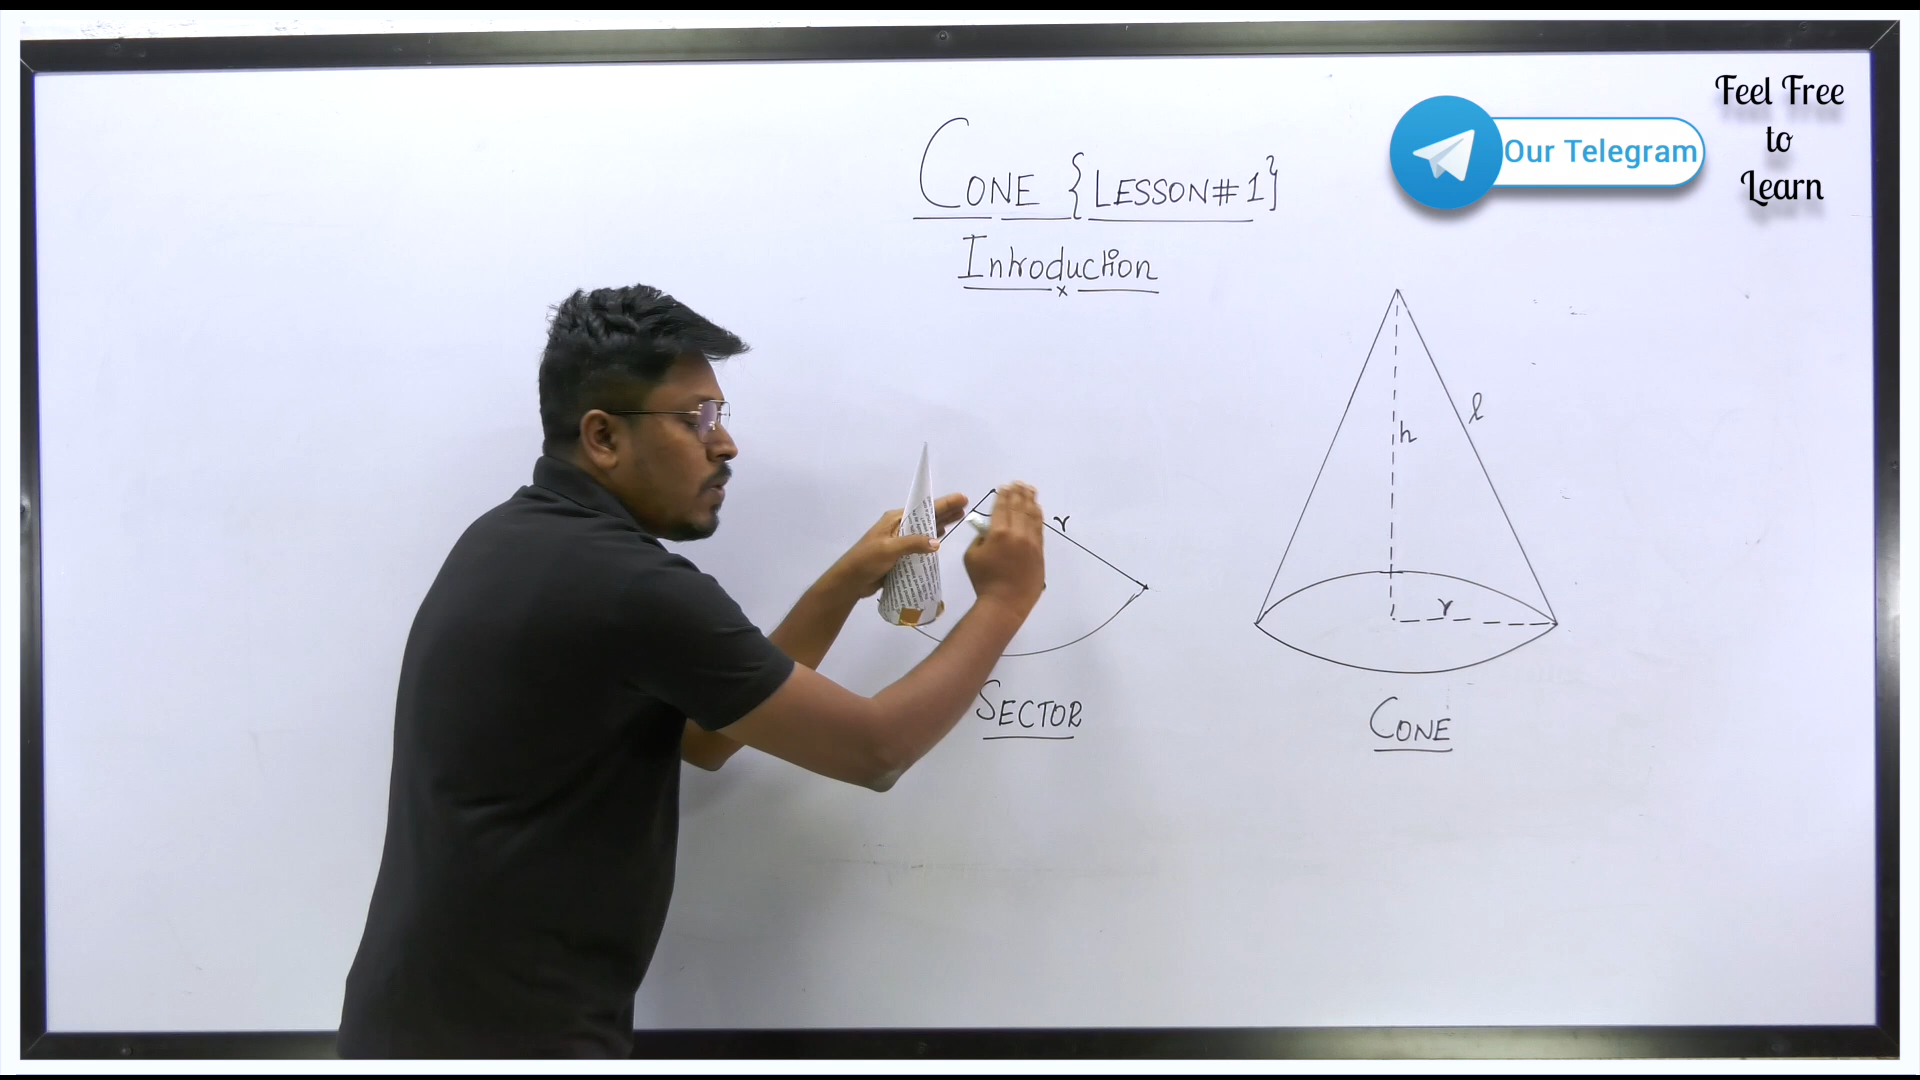 CONE {LESSON#1}
Introduction
x
Our Telegram
Feel Free
to
Learn
r
SECTOR
h
l
r
CONE